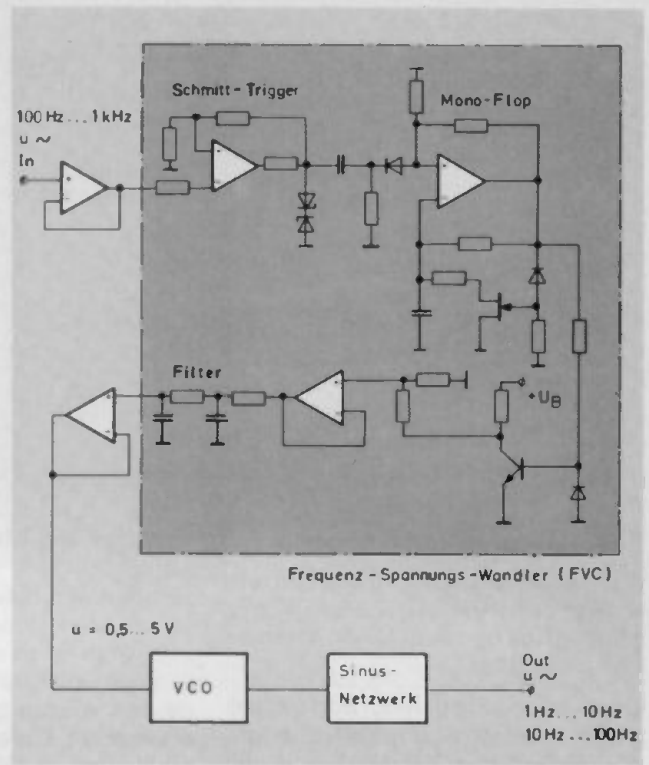 Schmitt-Trigger
Mono-Flop
100 Hz ... 1 kHz
u ~
In
Filter
+UB
Frequenz-Spannungs-Wandler (FVC)
u = 0,5 ... 5 V
VCO
Sinus-
Netzwerk
Out
u ~
1 Hz ... 10 Hz
10 Hz ... 100 Hz